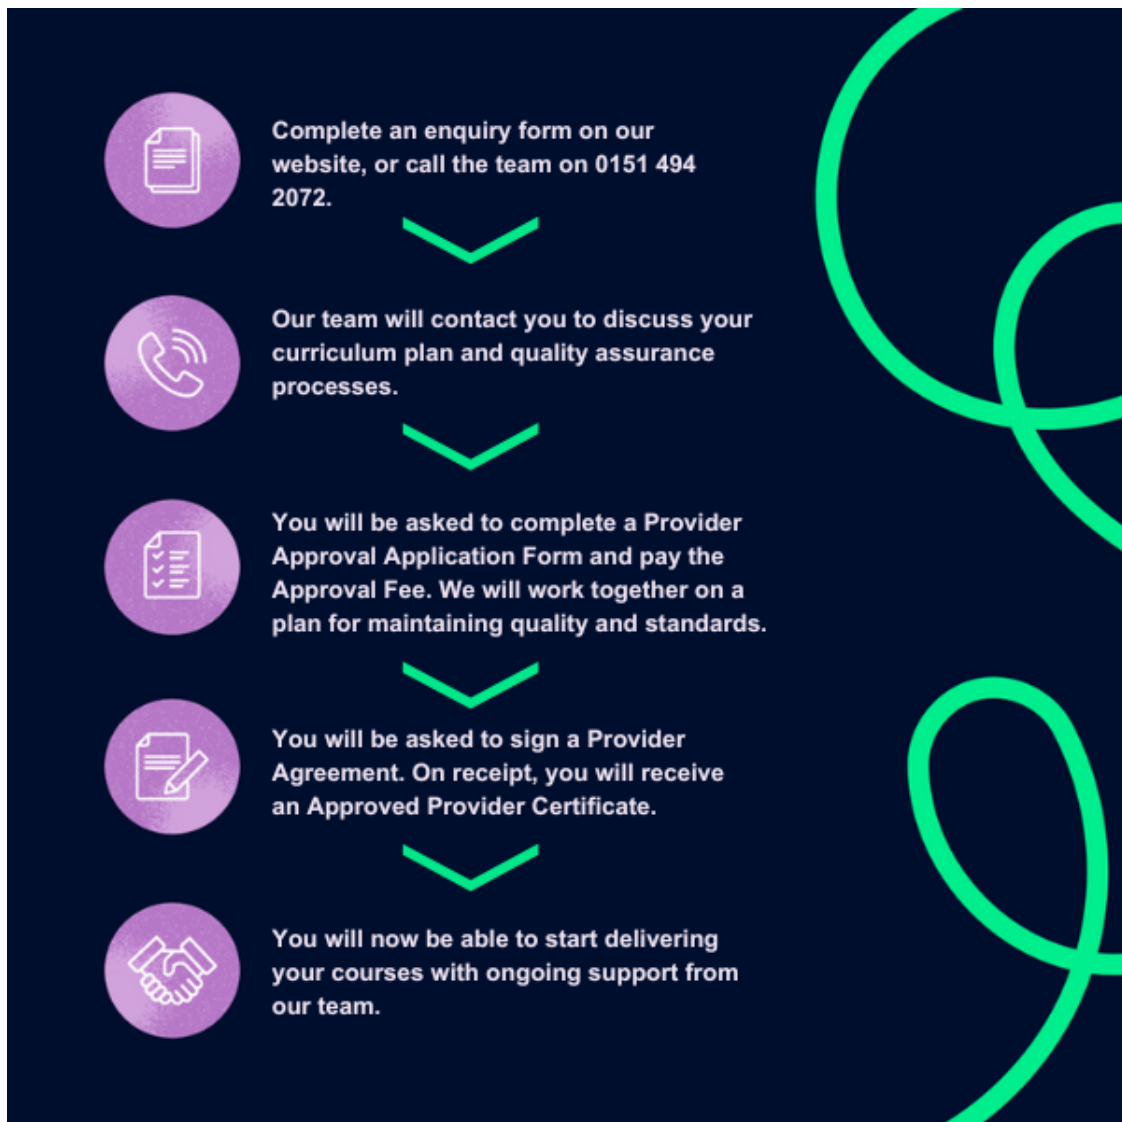 Complete an enquiry form on our
website, or call the team on 0151 494
2072.
Our team will contact you to discuss your
curriculum plan and quality assurance
processes.
You will be asked to complete a Provider
Approval Application Form and pay the
Approval Fee. We will work together on a
plan for maintaining quality and standards.
You will be asked to sign a Provider
Agreement. On receipt, you will receive
an Approved Provider Certificate.
You will now be able to start delivering
your courses with ongoing support from
our team.